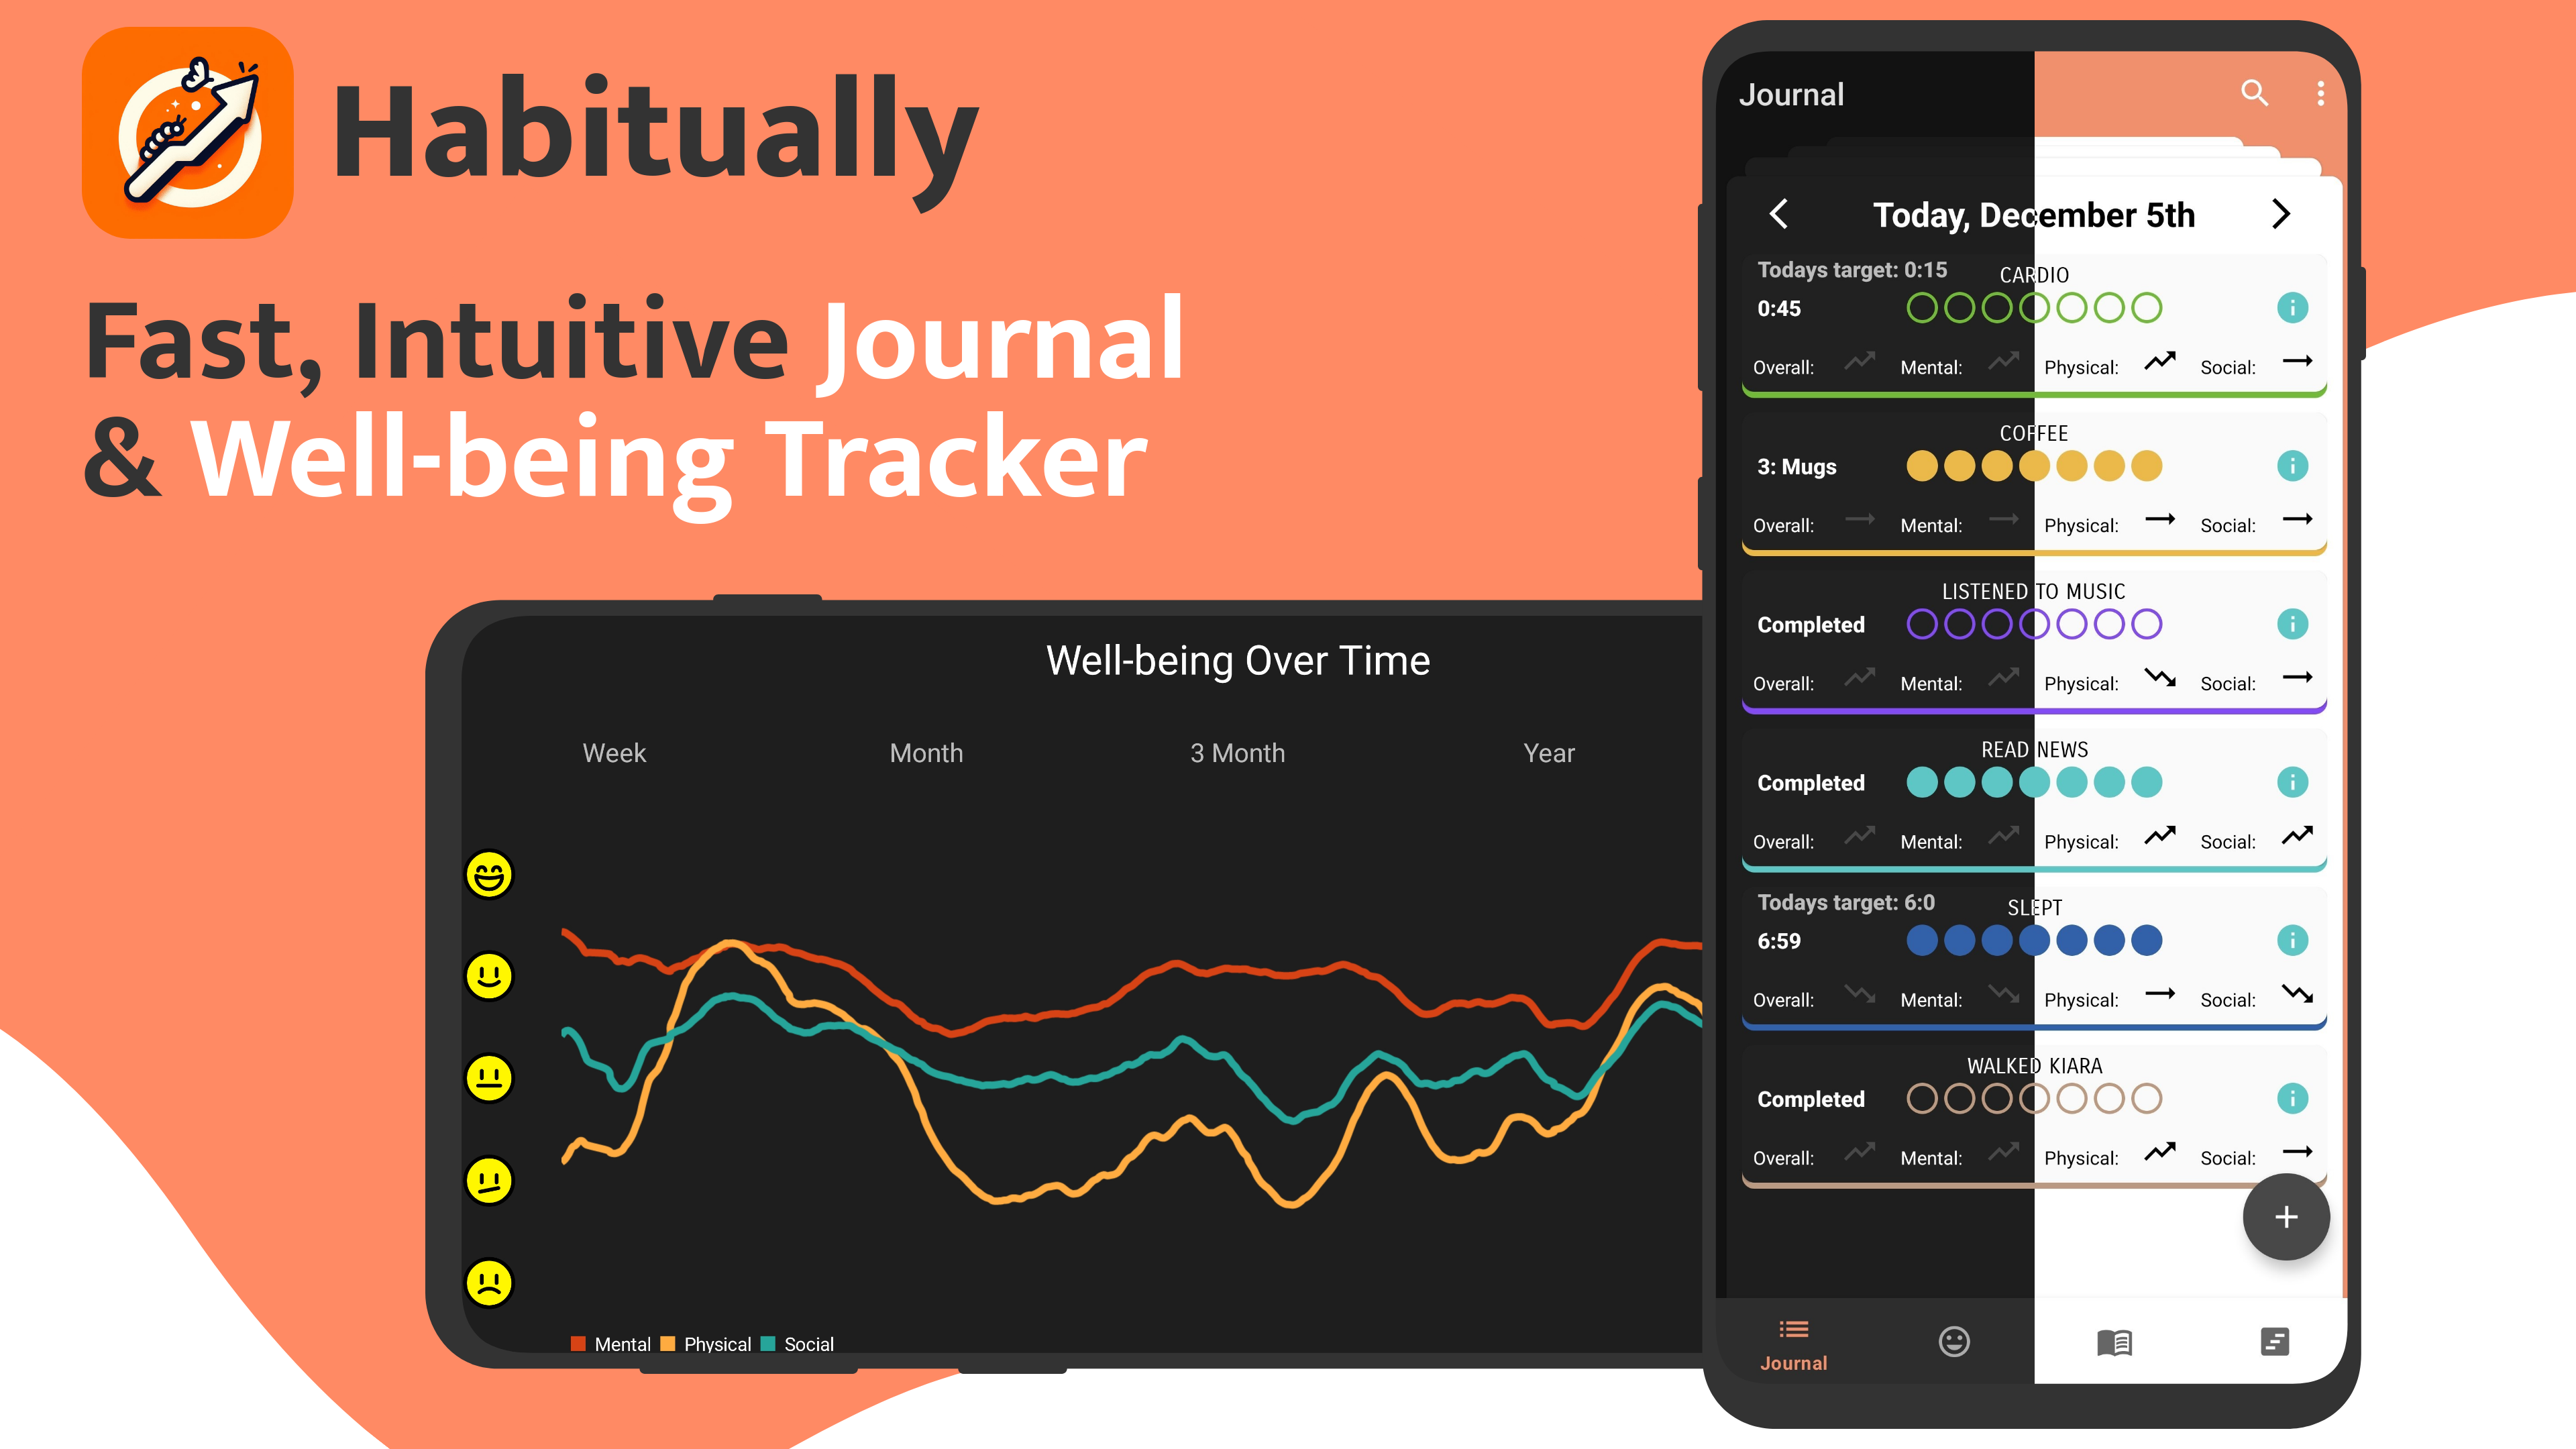 Habitually
Fast, Intuitive Journal
& Well-being Tracker
Well-being Over Time
Week Month 3 Month Year
Mental Physical Social
Journal
Today, December 5th
Todays target: 0:15 CARDIO
0:45
Overall: Mental: Physical: Social:
COFFEE
3: Mugs
Overall: Mental: Physical: Social:
LISTENED TO MUSIC
Completed
Overall: Mental: Physical: Social:
READ NEWS
Completed
Overall: Mental: Physical: Social:
Todays target: 6:0 SLEPT
6:59
Overall: Mental: Physical: Social:
WALKED KIARA
Completed
Overall: Mental: Physical: Social:
Journal